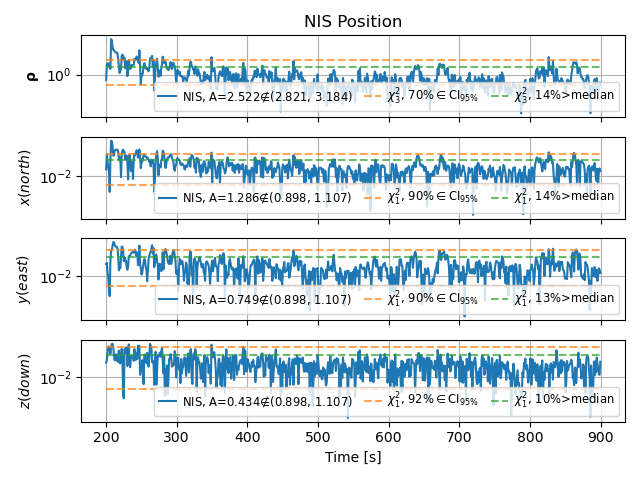 NIS Position
ρ
10⁰
NIS, A=2.522∉(2.821, 3.184) χ²₃, 70%∈CI₉₅% χ²₃, 14%>median
x(north)
10⁻²
NIS, A=1.286∉(0.898, 1.107) χ²₁, 90%∈CI₉₅% χ²₁, 14%>median
y(east)
10⁻²
NIS, A=0.749∉(0.898, 1.107) χ²₁, 90%∈CI₉₅% χ²₁, 13%>median
z(down)
10⁻²
NIS, A=0.434∉(0.898, 1.107) χ²₁, 92%∈CI₉₅% χ²₁, 10%>median
200 300 400 500 600 700 800 900
Time [s]